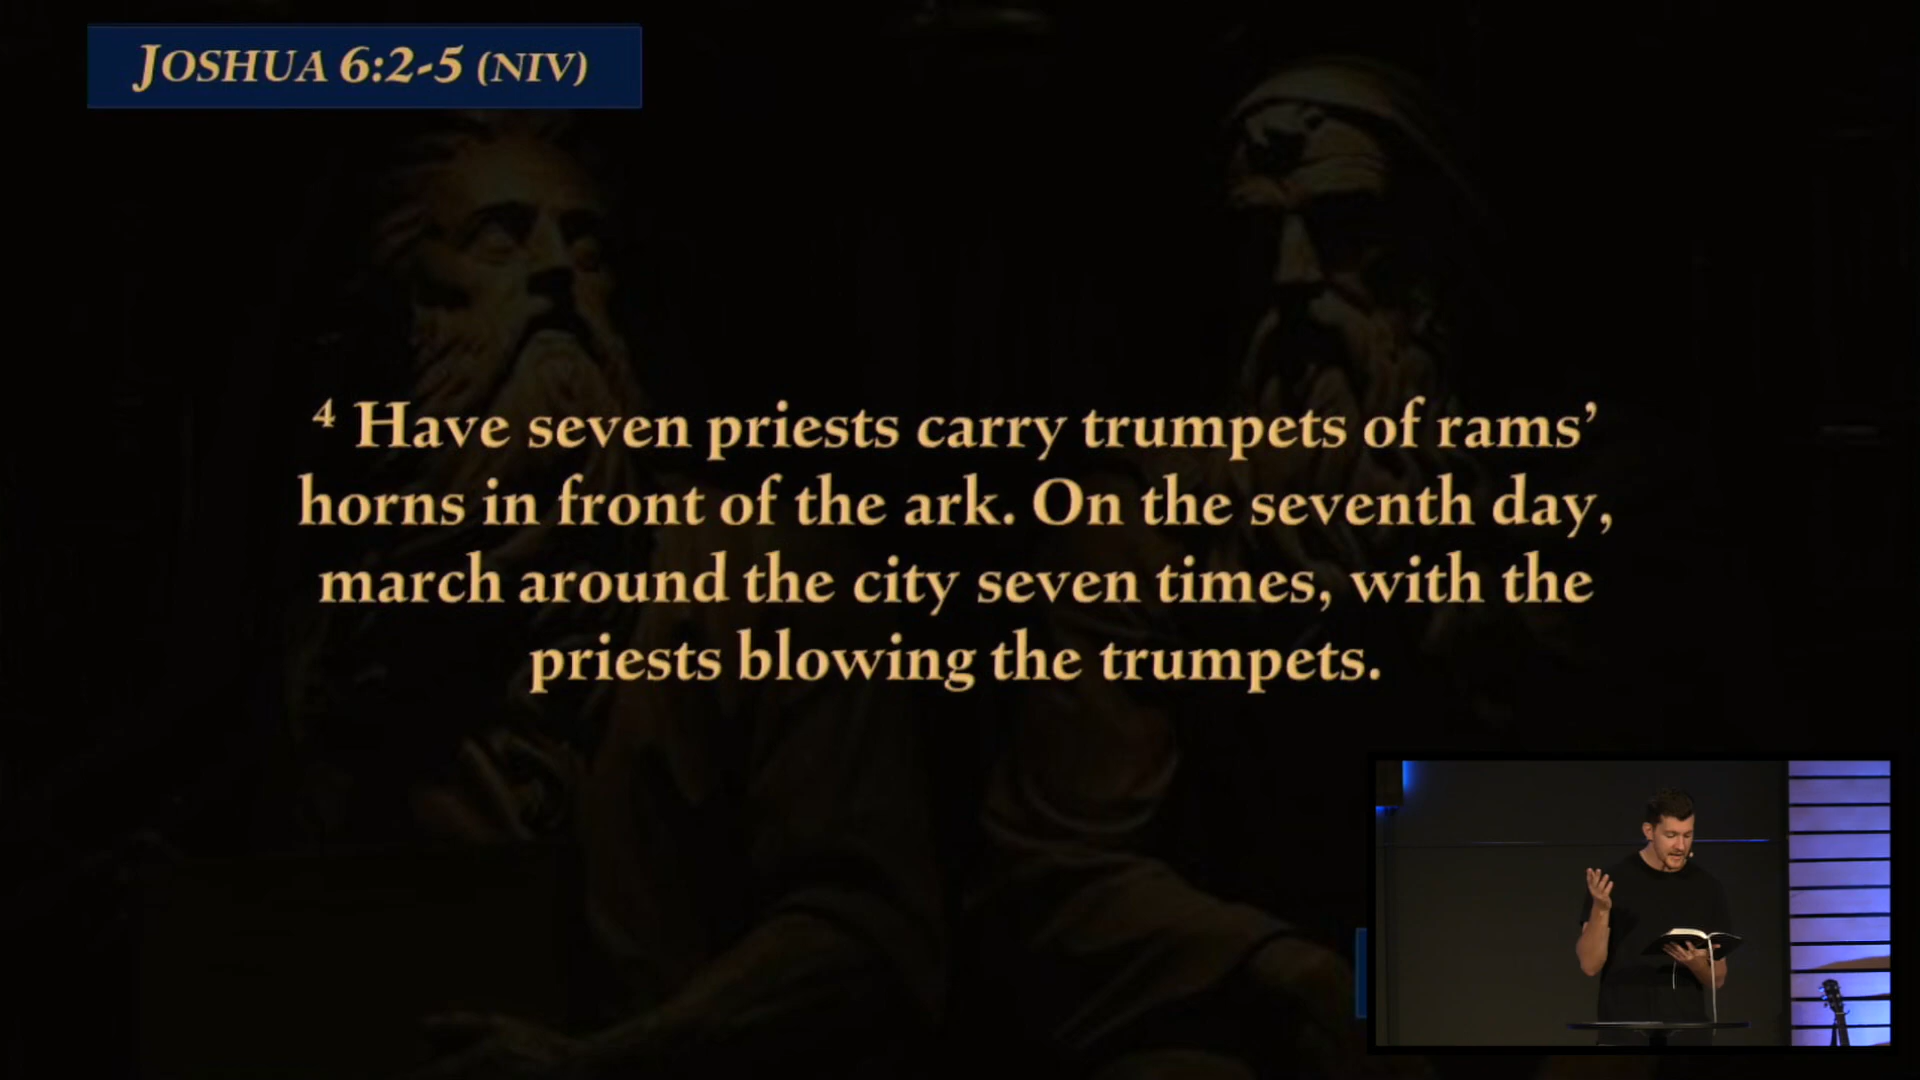 JOSHUA 6:2-5 (NIV)
4 Have seven priests carry trumpets of rams’
horns in front of the ark. On the seventh day,
march around the city seven times, with the
priests blowing the trumpets.